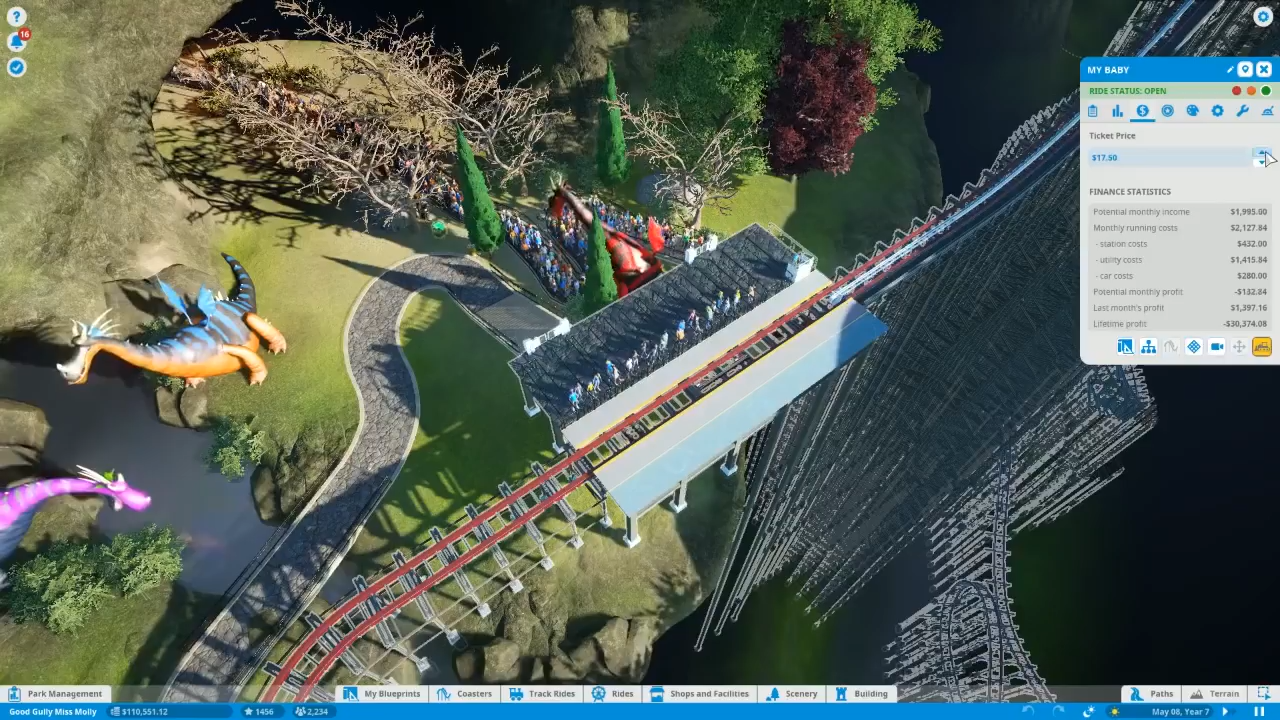 ?
16
MY BABY
RIDE STATUS: OPEN
Ticket Price
$17.50
FINANCE STATISTICS
Potential monthly income $1,995.00
Monthly running costs $2,127.84
- station costs $432.00
- utility costs $1,415.84
- car costs $280.00
Potential monthly profit -$132.84
Last month's profit $1,397.16
Lifetime profit -$30,374.08
Park Management My Blueprints Coasters Track Rides Rides Shops and Facilities Scenery Building Paths Terrain
Good Gully Miss Molly $110,551.12 1456 2,234 May 08, Year 7